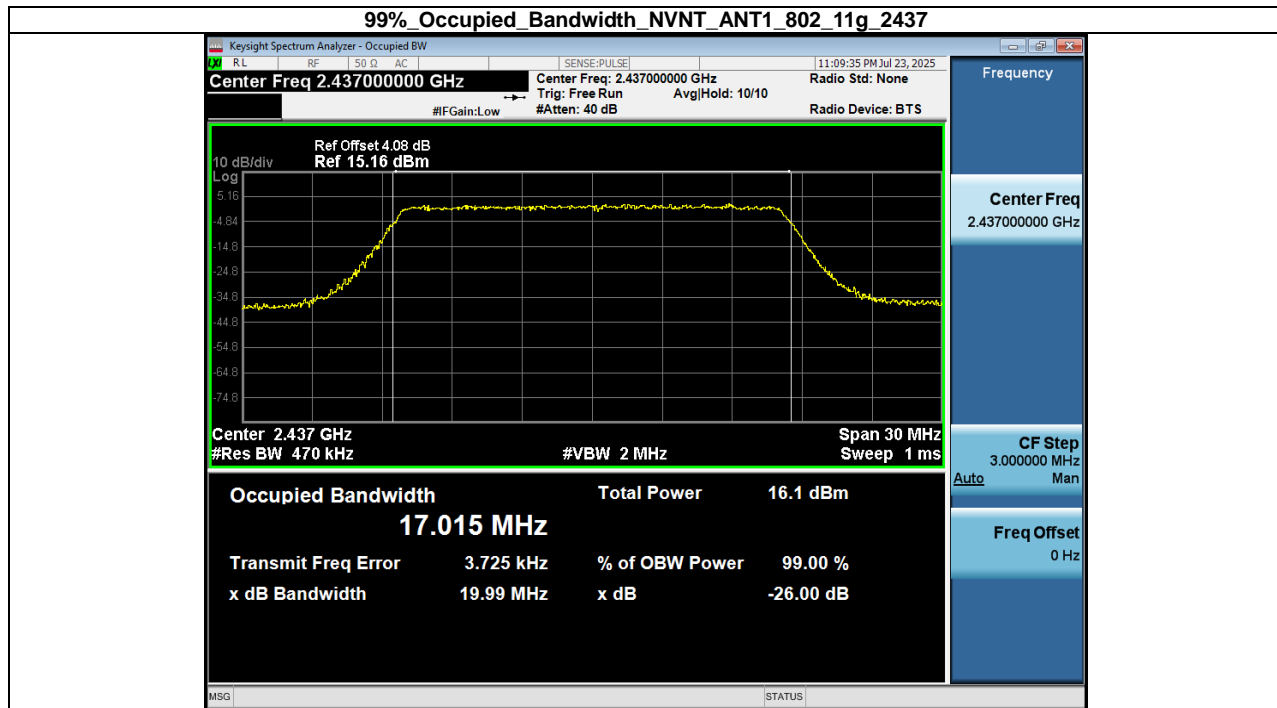 99%_Occupied_Bandwidth_NVNT_ANT1_802_11g_2437
Keysight Spectrum Analyzer - Occupied BW
LXI RL RF 50 Ω AC SENSE:PULSE 11:09:35 PM Jul 23, 2025
Center Freq 2.437000000 GHz
Center Freq: 2.437000000 GHz Radio Std: None
Trig: Free Run Avg|Hold: 10/10
#IFGain:Low #Atten: 40 dB Radio Device: BTS
Ref Offset 4.08 dB
10 dB/div Ref 15.16 dBm
Log
5.16
-4.84
-14.8
-24.8
-34.8
-44.8
-54.8
-64.8
-74.8
Center 2.437 GHz Span 30 MHz
#Res BW 470 kHz #VBW 2 MHz Sweep 1 ms
Occupied Bandwidth Total Power 16.1 dBm
17.015 MHz
Transmit Freq Error 3.725 kHz % of OBW Power 99.00 %
x dB Bandwidth 19.99 MHz x dB -26.00 dB
Frequency
Center Freq
2.437000000 GHz
CF Step
3.000000 MHz
Auto Man
Freq Offset
0 Hz
MSG STATUS